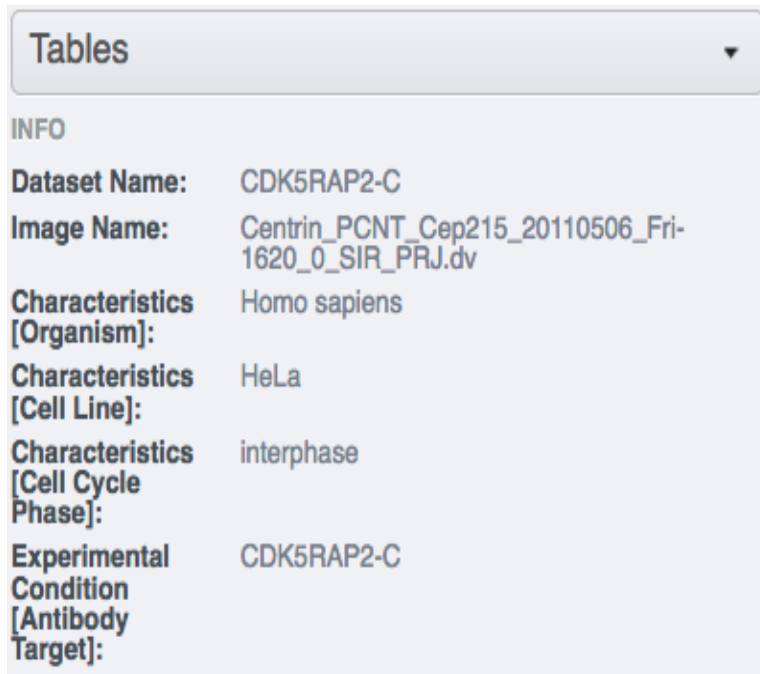 Tables
INFO
Dataset Name: CDK5RAP2-C
Image Name: Centrin_PCNT_Cep215_20110506_Fri-
1620_0_SIR_PRJ.dv
Characteristics Homo sapiens
[Organism]:
Characteristics HeLa
[Cell Line]:
Characteristics interphase
[Cell Cycle
Phase]:
Experimental CDK5RAP2-C
Condition
[Antibody
Target]: